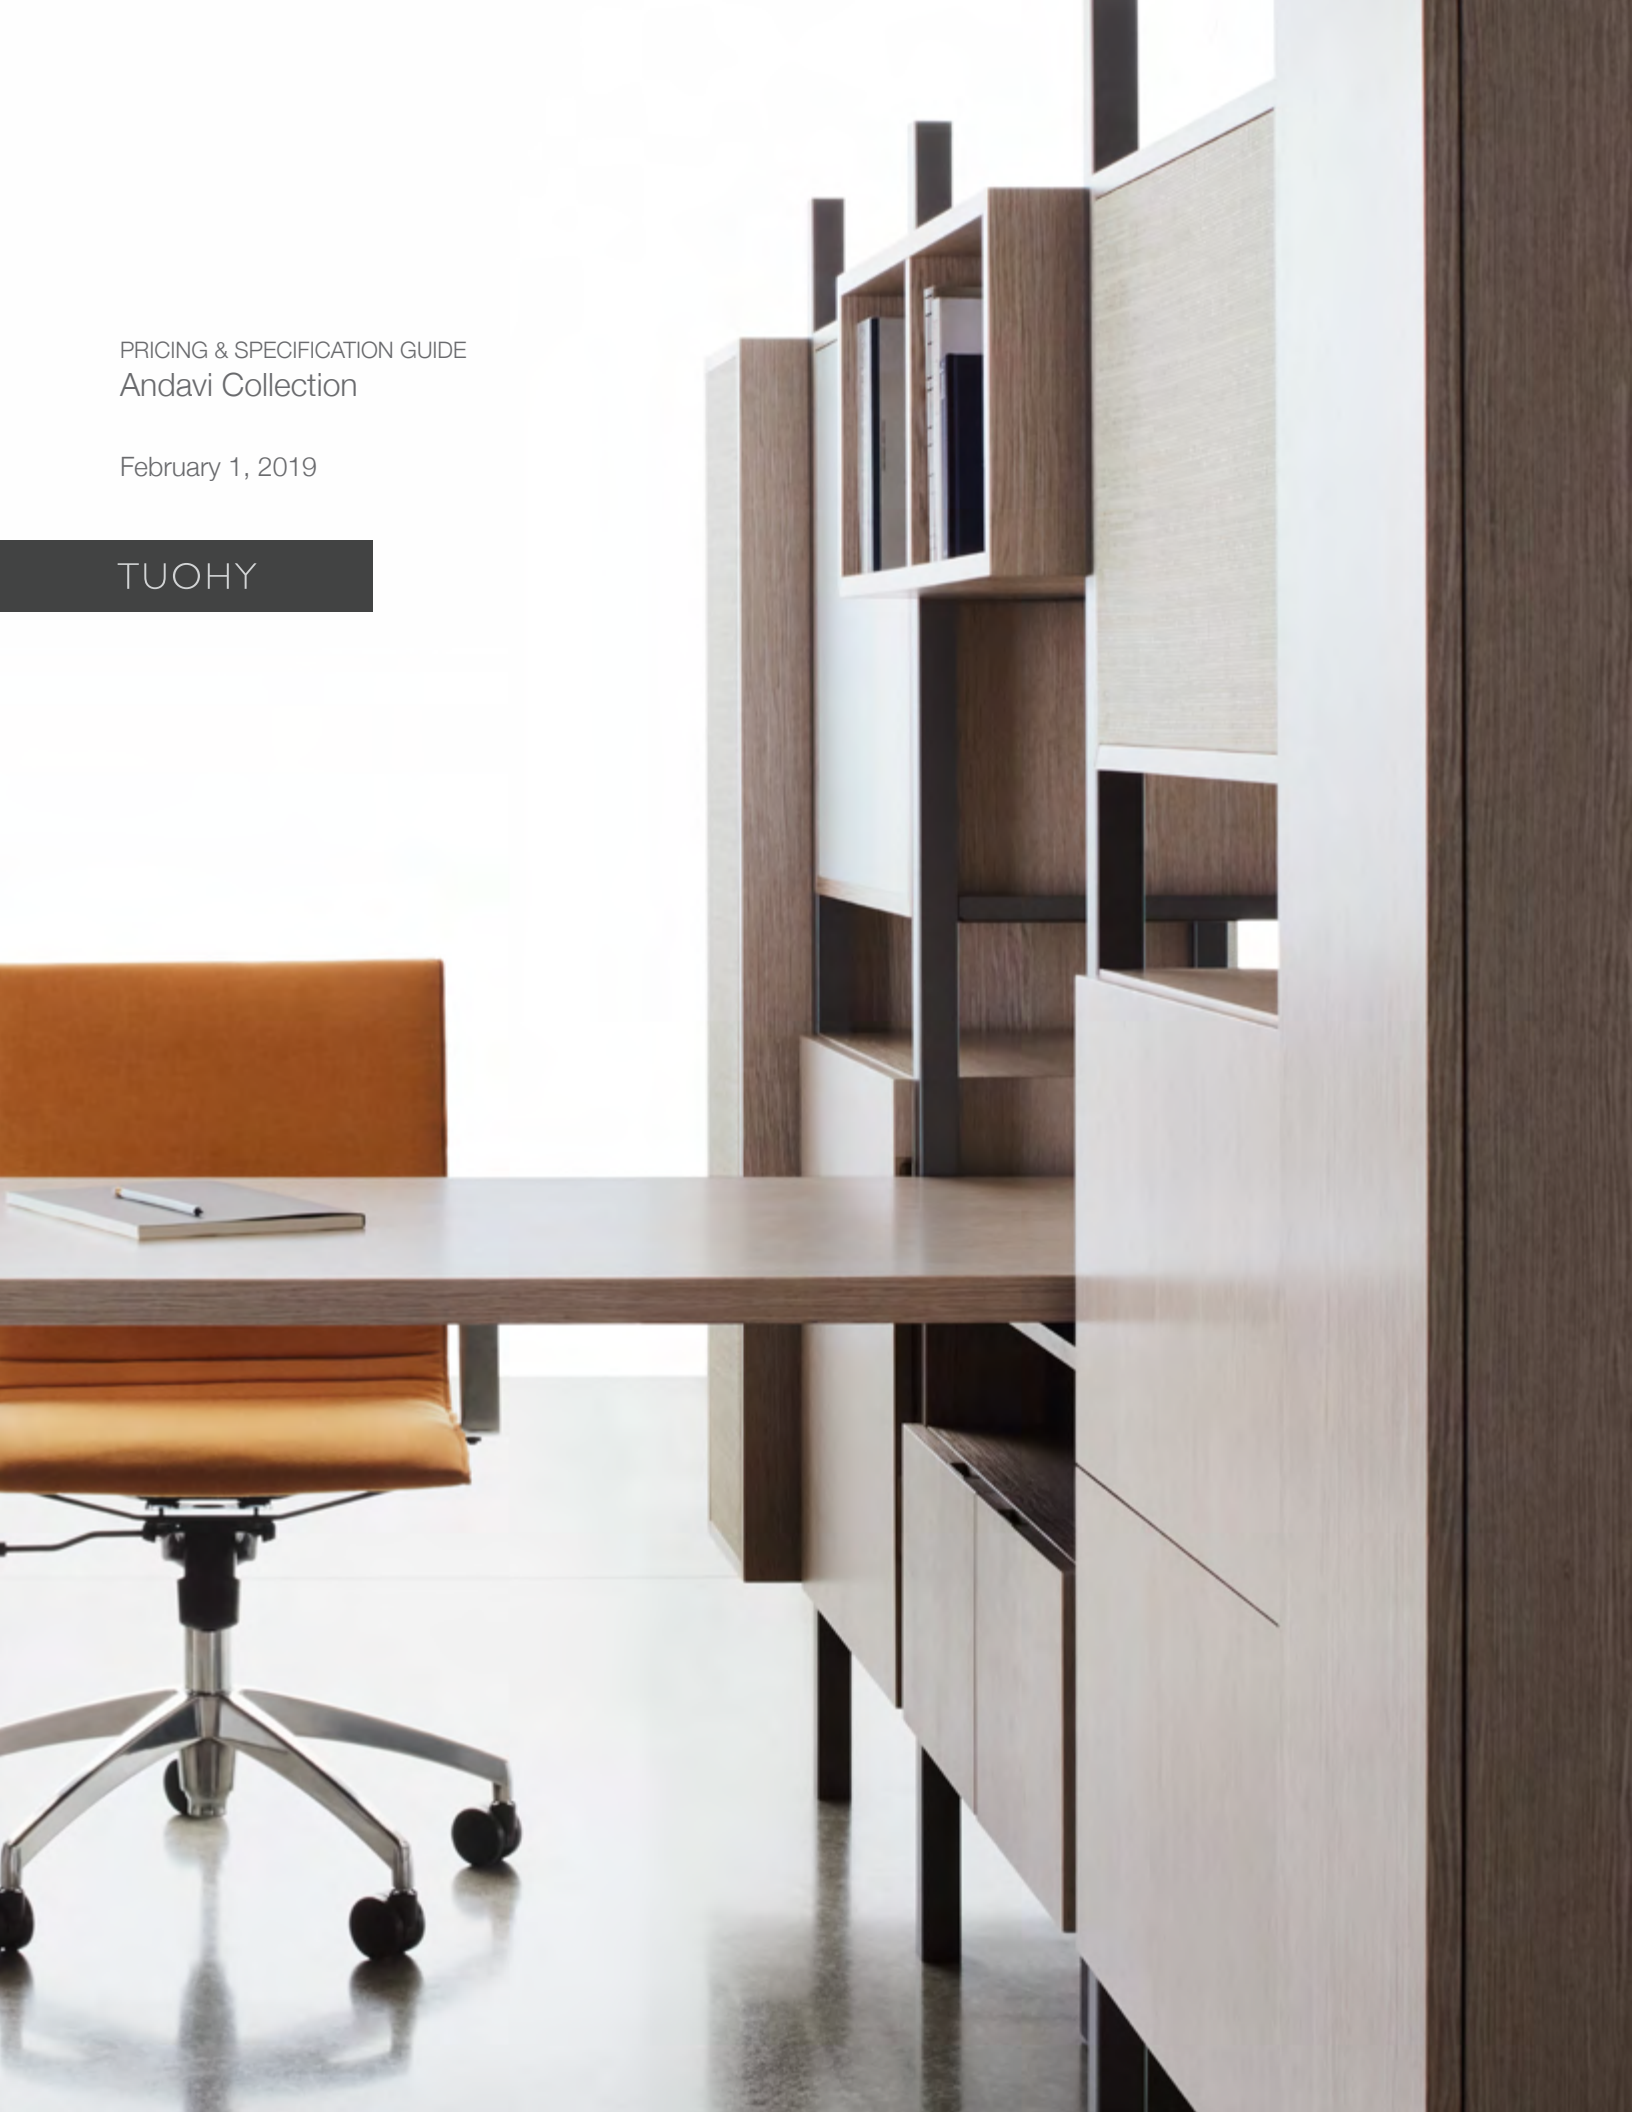 PRICING & SPECIFICATION GUIDE
Andavi Collection
February 1, 2019
TUOHY